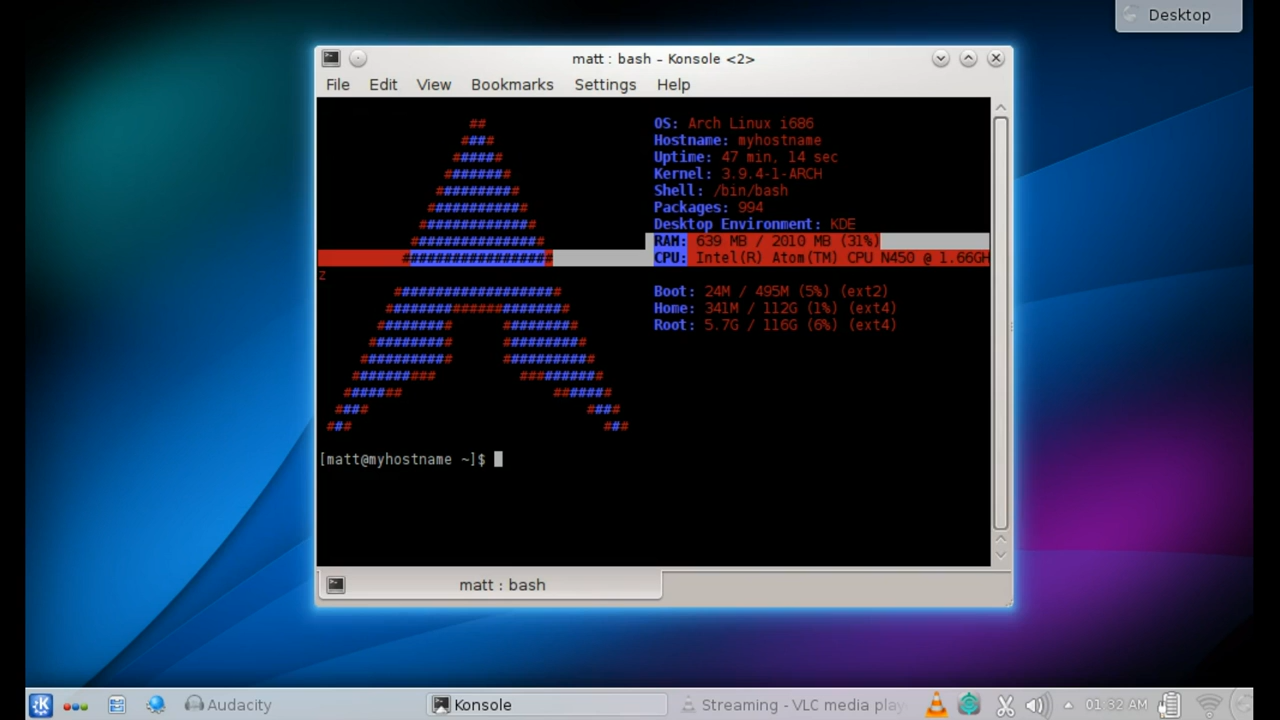 Desktop
matt : bash – Konsole <2>
File Edit View Bookmarks Settings Help
OS: Arch Linux i686
Hostname: myhostname
Uptime: 47 min, 14 sec
Kernel: 3.9.4-1-ARCH
Shell: /bin/bash
Packages: 994
Desktop Environment: KDE
RAM: 639 MB / 2010 MB (31%)
CPU: Intel(R) Atom(TM) CPU N450 @ 1.66GH
z
Boot: 24M / 495M (5%) (ext2)
Home: 341M / 112G (1%) (ext4)
Root: 5.7G / 116G (6%) (ext4)
[matt@myhostname ~]$
matt : bash
Audacity Konsole Streaming - VLC media play 01:32 AM